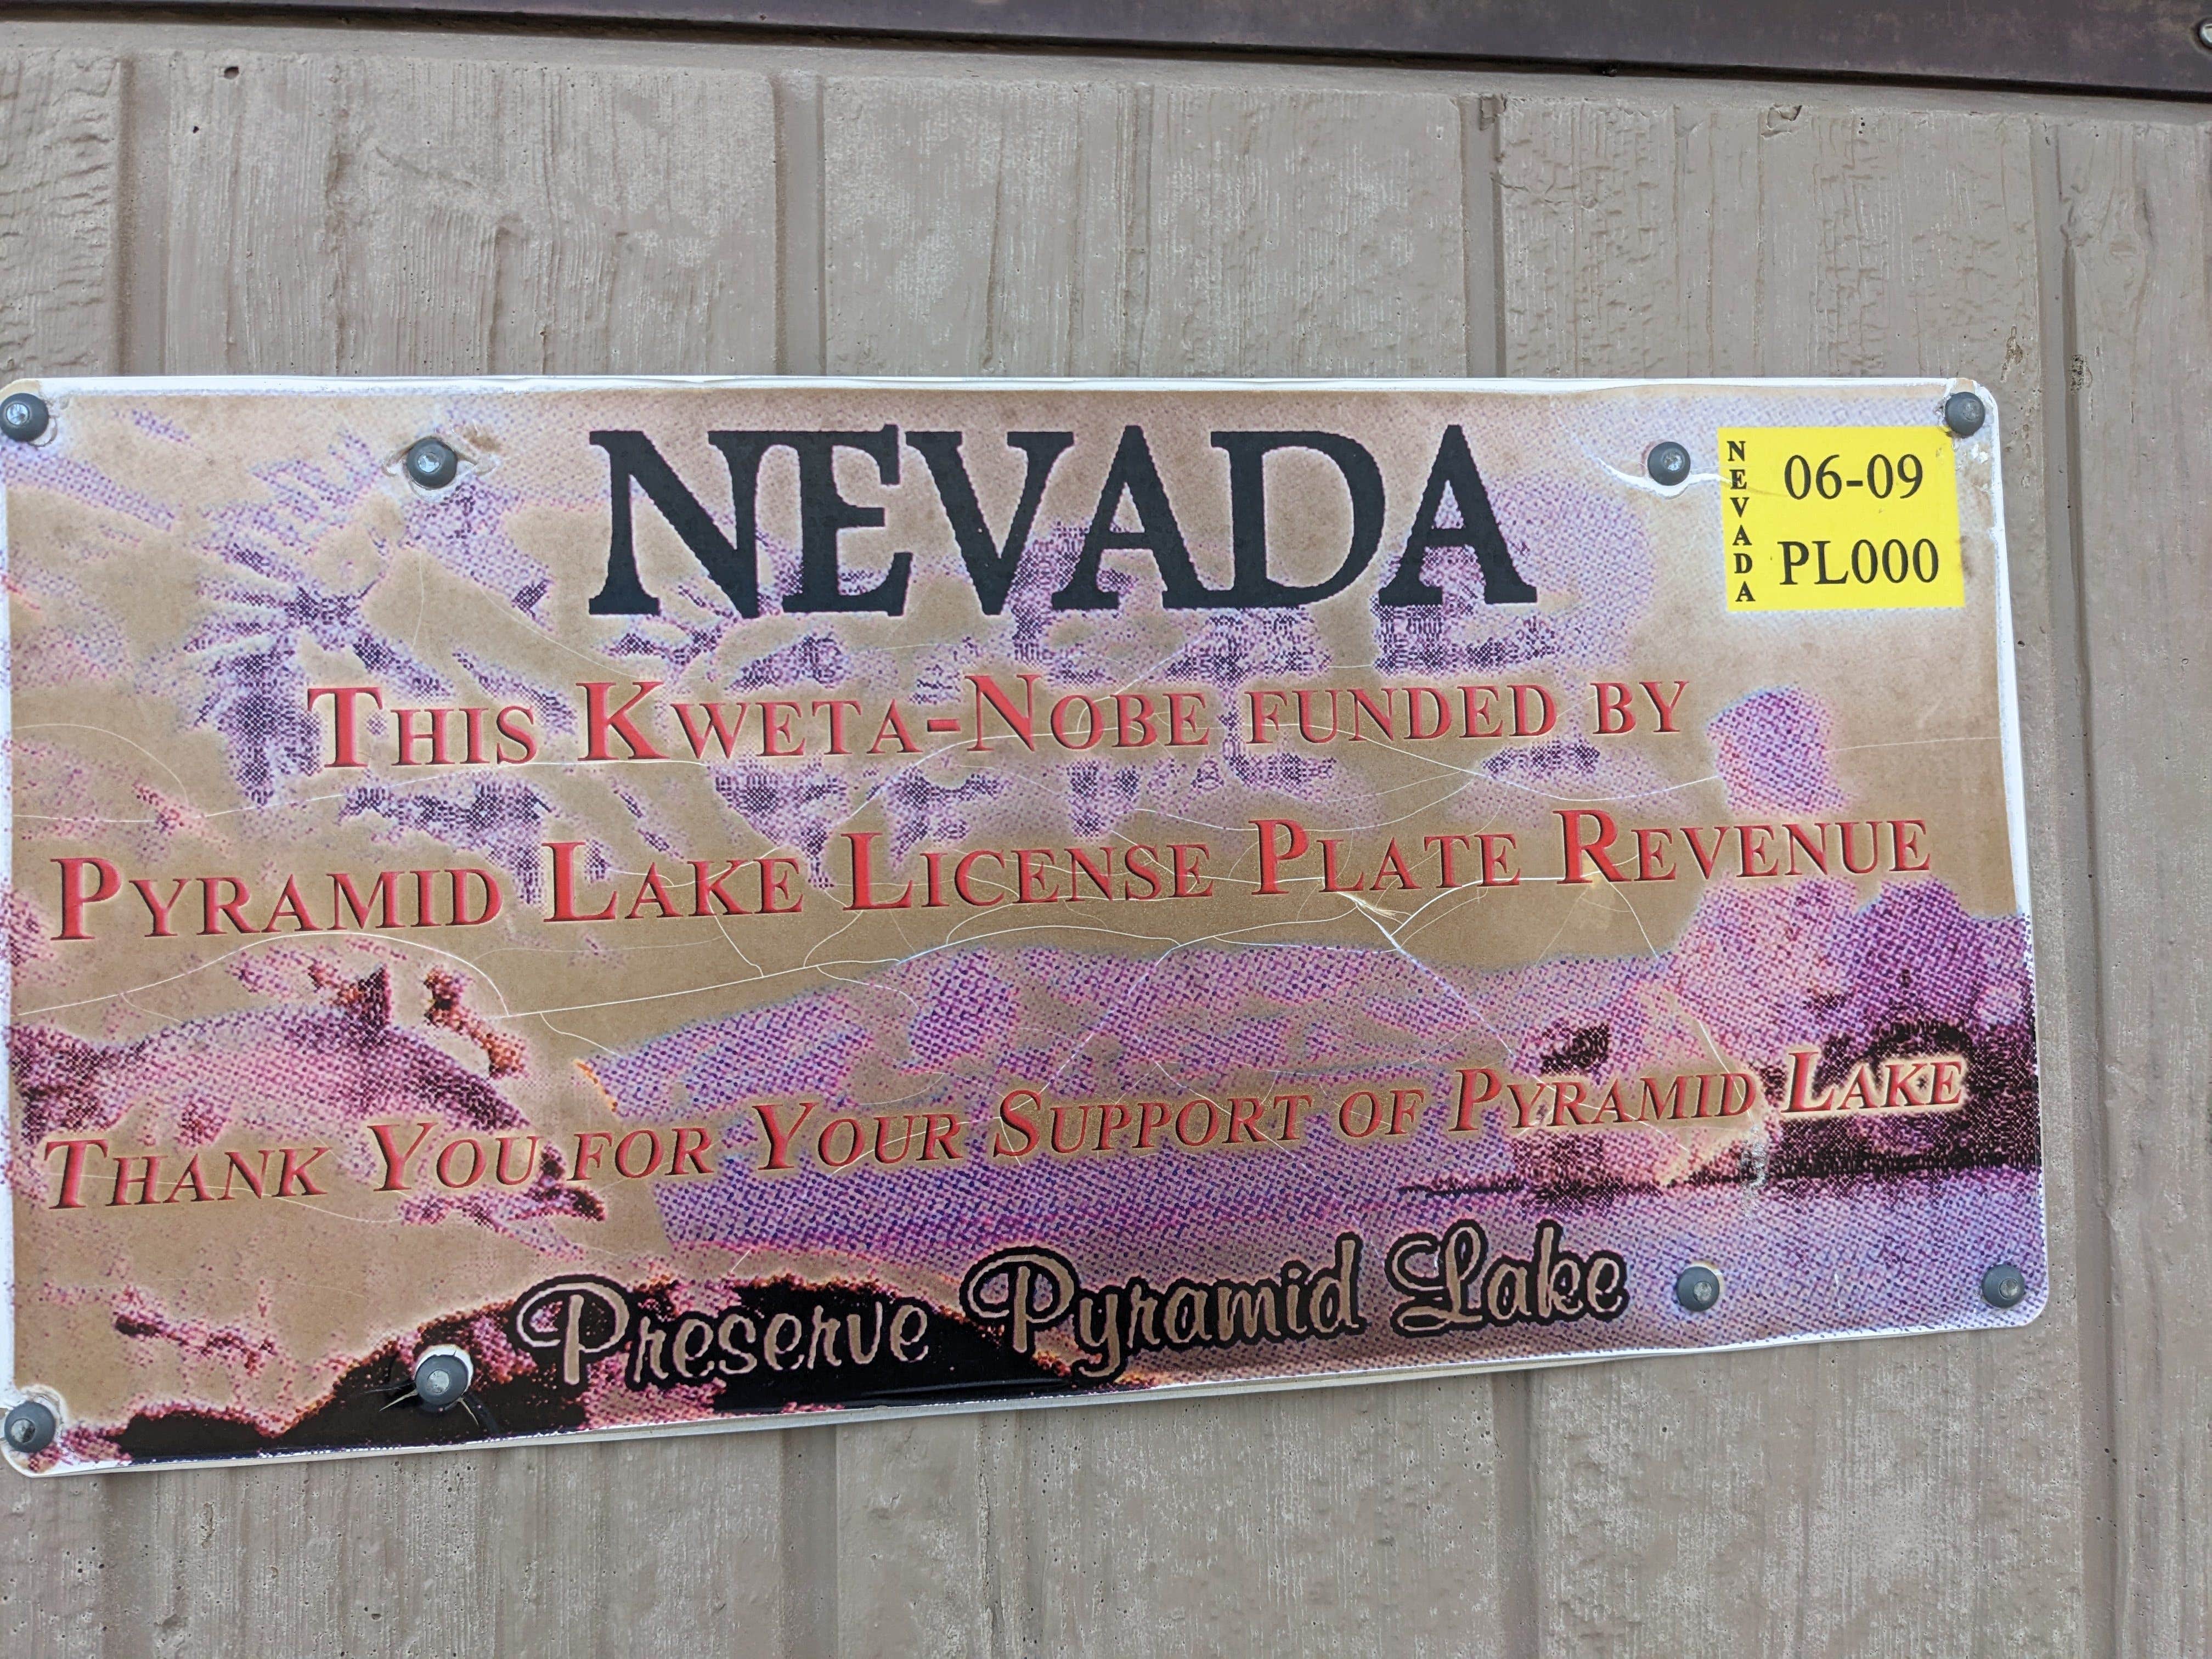 NEVADA
NEVADA
06-09
PL000
THIS KWETA-NOBE FUNDED BY
PYRAMID LAKE LICENSE PLATE REVENUE
THANK YOU FOR YOUR SUPPORT OF PYRAMID LAKE
Preserve Pyramid Lake